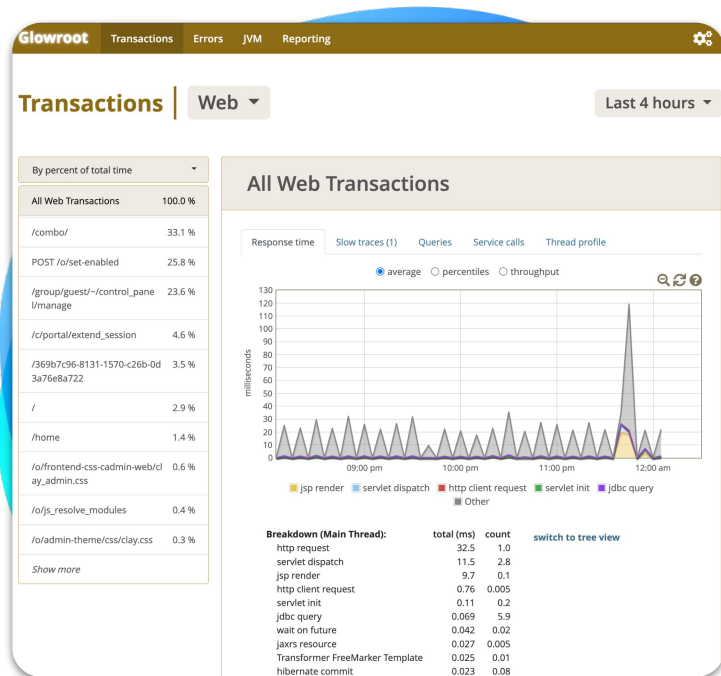 Glowroot Transactions Errors JVM Reporting
Transactions Web
Last 4 hours
By percent of total time
All Web Transactions 100.0 %
/combo/ 33.1 %
POST /o/set-enabled 25.8 %
/group/guest/~/control_pane 23.6 %
l/manage
/c/portal/extend_session 4.6 %
/369b7c96-8131-1570-c26b-0d 3.5 %
3a76e8a722
/ 2.9 %
/home 1.4 %
/o/frontend-css-cadmin-web/cl 0.6 %
ay_admin.css
/o/js_resolve_modules 0.4 %
/o/admin-theme/css/clay.css 0.3 %
Show more
All Web Transactions
Response time Slow traces (1) Queries Service calls Thread profile
average percentiles throughput
milliseconds
130
120
110
100
90
80
70
60
50
40
30
20
10
0
09:00 pm 10:00 pm 11:00 pm 12:00 am
jsp render servlet dispatch http client request servlet init jdbc query
Other
Breakdown (Main Thread): total (ms) count switch to tree view
http request 32.5 1.0
servlet dispatch 11.5 2.8
jsp render 9.7 0.1
http client request 0.76 0.005
servlet init 0.11 0.2
jdbc query 0.069 5.9
wait on future 0.042 0.02
jaxrs resource 0.027 0.005
Transformer FreeMarker Template 0.025 0.01
hibernate commit 0.023 0.08